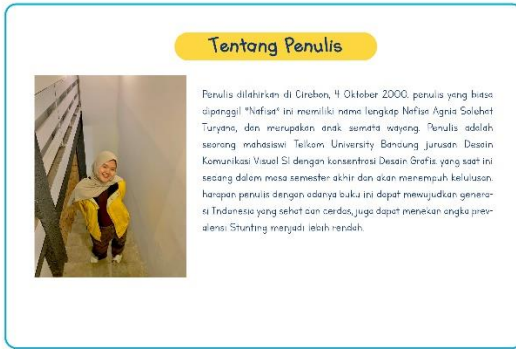 Tentang Penulis
Penulis dilahirkan di Cirebon, 4 Oktober 2000. penulis yang biasa
dipanggil "Nafisa" ini memiliki nama lengkap Nafisa Agnia Solehat
Turyana, dan merupakan anak semata wayang. Penulis adalah
seorang mahasiswi Telkom University Bandung jurusan Desain
Komunikasi Visual S1 dengan konsentrasi Desain Grafis. yang saat ini
sedang dalam masa semester akhir dan akan menempuh kelulusan.
harapan penulis dengan adanya buku ini dapat mewujudkan genera-
si Indonesia yang sehat dan cerdas, juga dapat menekan angka prev-
alensi Stunting menjadi lebih rendah.